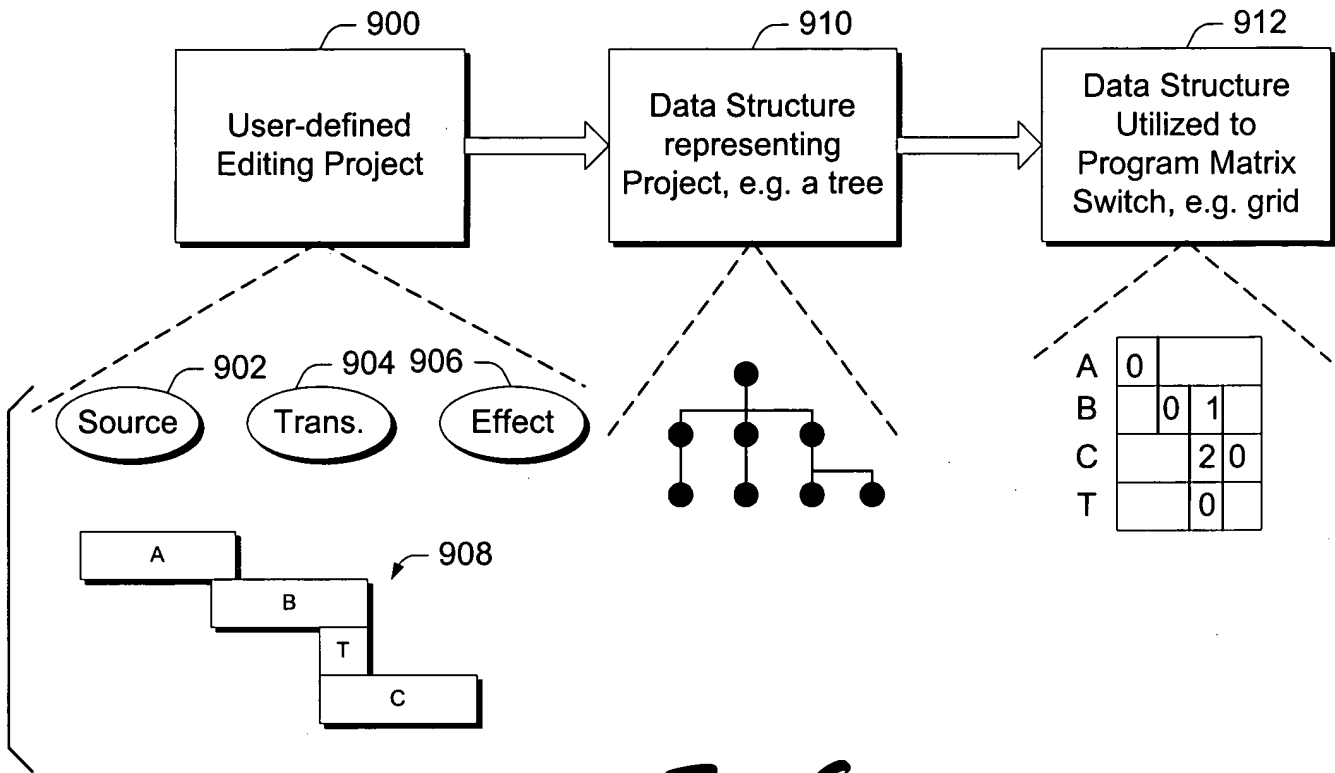 900
910
912
User-defined
Editing Project
Data Structure
representing
Project, e.g. a tree
Data Structure
Utilized to
Program Matrix
Switch, e.g. grid
902
904
906
Source
Trans.
Effect
A
B
T
C
908
A 0
B 0 1
C 2 0
T 0